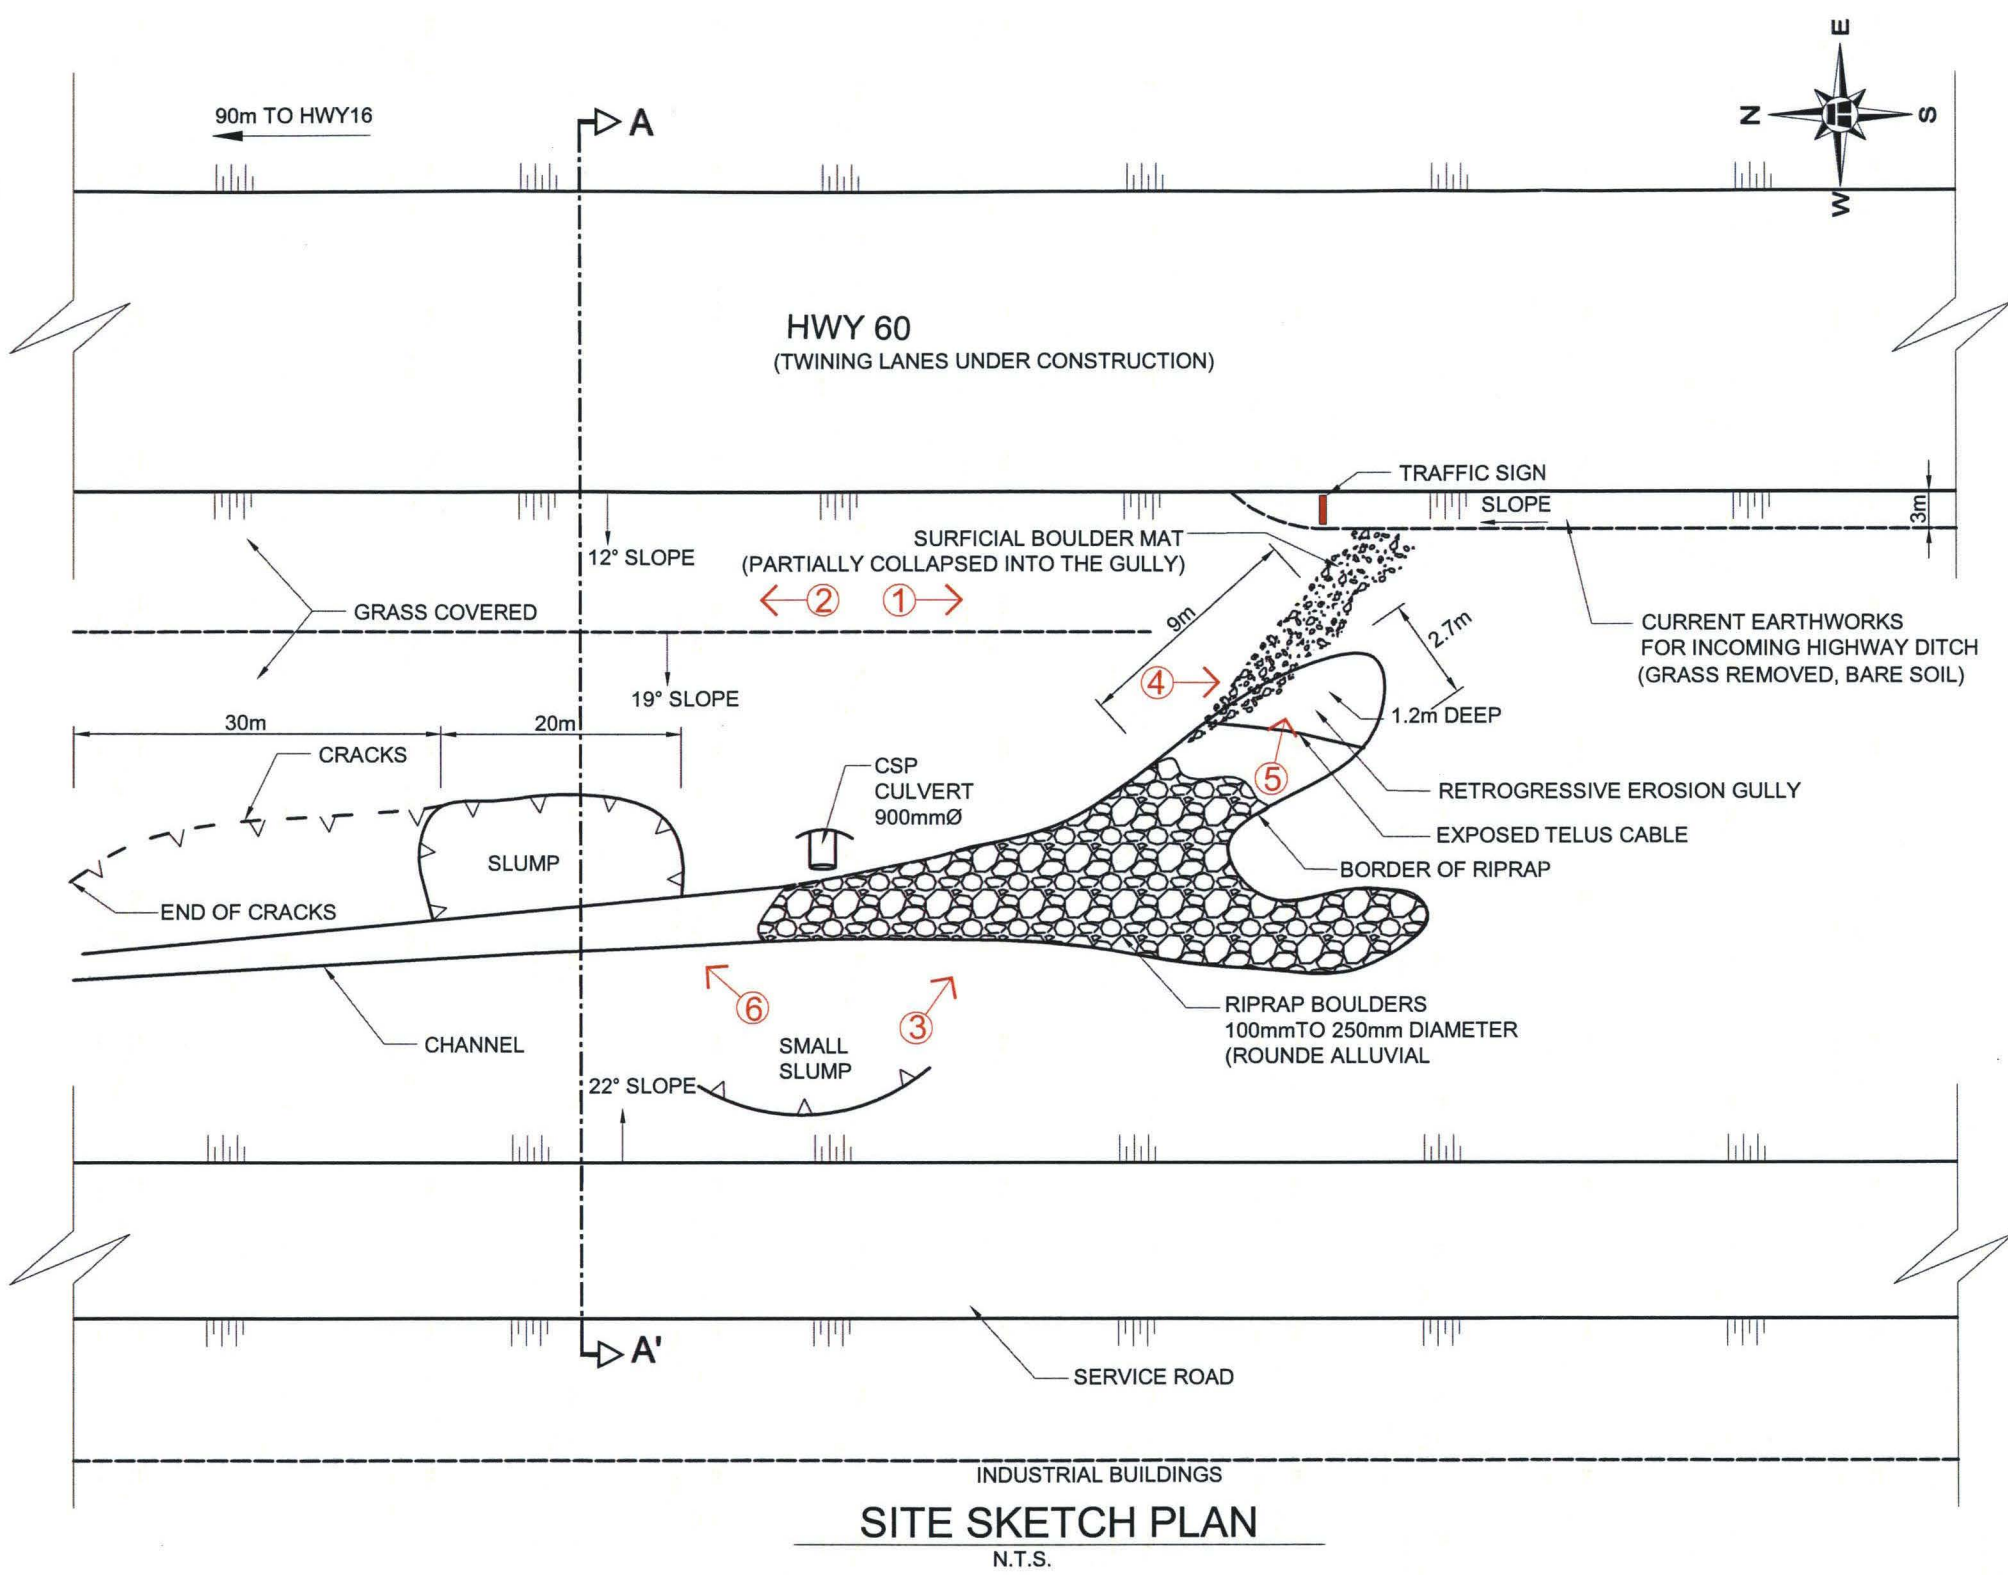 E
90m TO HWY16
A
N
S
W
HWY 60
(TWINING LANES UNDER CONSTRUCTION)
TRAFFIC SIGN
SLOPE
3m
SURFICIAL BOULDER MAT
(PARTIALLY COLLAPSED INTO THE GULLY)
12° SLOPE
2
1
GRASS COVERED
9m
2.7m
CURRENT EARTHWORKS
FOR INCOMING HIGHWAY DITCH
(GRASS REMOVED, BARE SOIL)
4
19° SLOPE
30m
20m
1.2m DEEP
CRACKS
CSP
CULVERT
900mmØ
5
RETROGRESSIVE EROSION GULLY
EXPOSED TELUS CABLE
SLUMP
BORDER OF RIPRAP
END OF CRACKS
6
3
RIPRAP BOULDERS
100mmTO 250mm DIAMETER
(ROUNDE ALLUVIAL
CHANNEL
SMALL
SLUMP
22° SLOPE
A'
SERVICE ROAD
INDUSTRIAL BUILDINGS
SITE SKETCH PLAN
N.T.S.